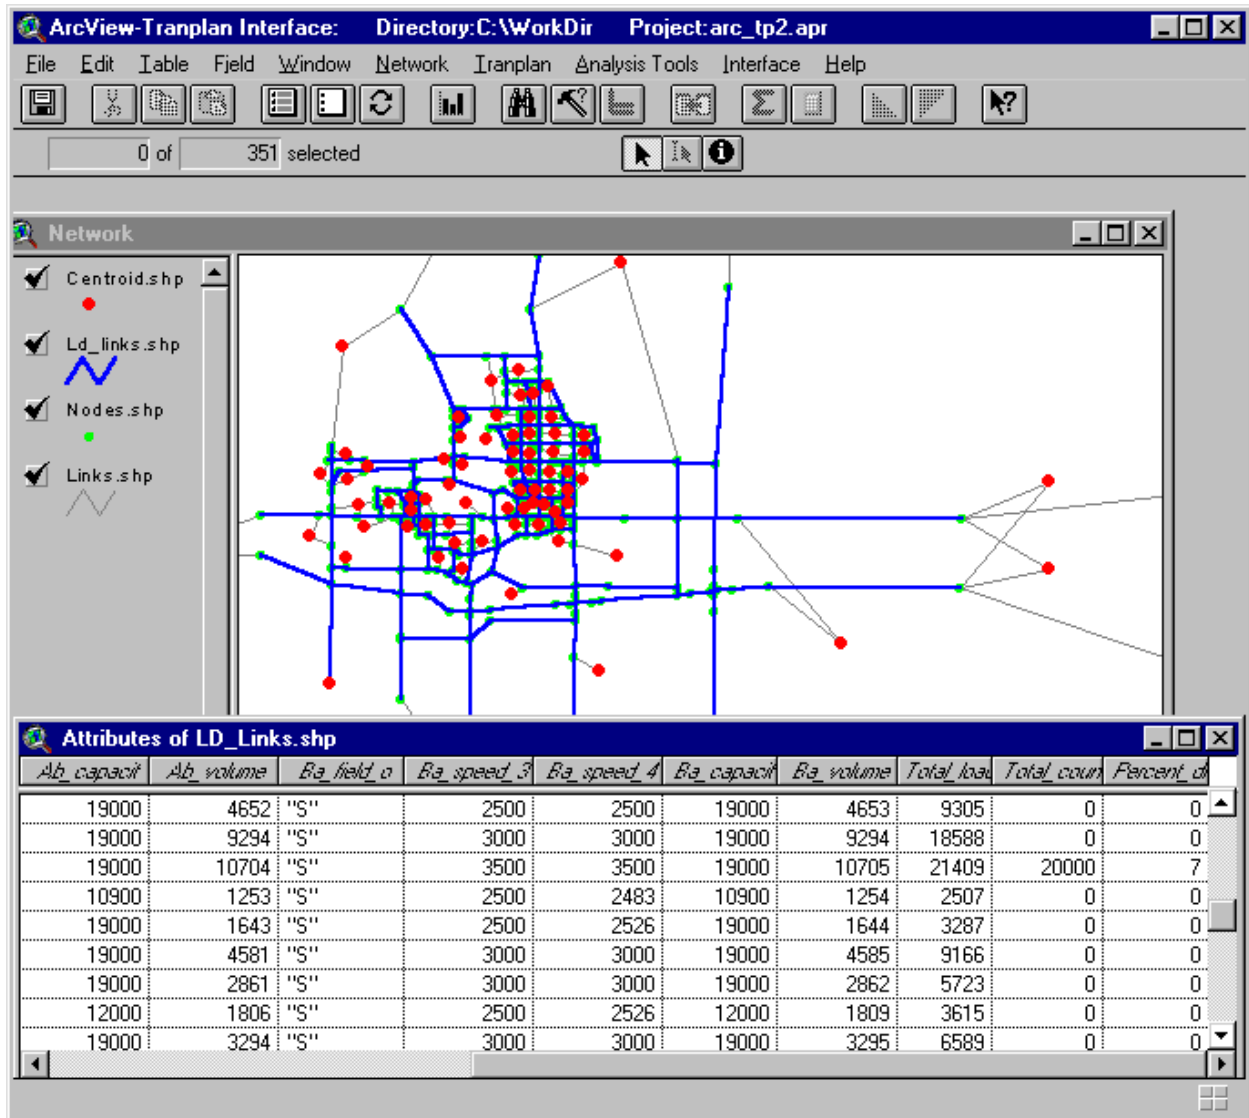 ArcView-Tranplan Interface: Directory:C:\WorkDir Project:arc_tp2.apr
File Edit Table Field Window Network Tranplan Analysis Tools Interface Help
0 of 351 selected
Network
Centroid.shp
Ld_links.shp
Nodes.shp
Links.shp
Attributes of LD_Links.shp
Ab_capacit Ab_volume Ba_field_o Ba_speed_3 Ba_speed_4 Ba_capacit Ba_volume Total_load Total_coun Percent_di
19000 4652 "S" 2500 2500 19000 4653 9305 0 0
19000 9294 "S" 3000 3000 19000 9294 18588 0 0
19000 10704 "S" 3500 3500 19000 10705 21409 20000 7
10900 1253 "S" 2500 2483 10900 1254 2507 0 0
19000 1643 "S" 2500 2526 19000 1644 3287 0 0
19000 4581 "S" 3000 3000 19000 4585 9166 0 0
19000 2861 "S" 3000 3000 19000 2862 5723 0 0
12000 1806 "S" 2500 2526 12000 1809 3615 0 0
19000 3294 "S" 3000 3000 19000 3295 6589 0 0